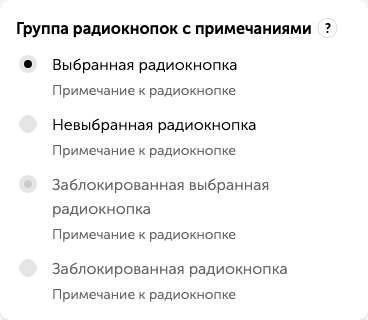 Группа радиокнопок с примечаниями ?
Выбранная радиокнопка
Примечание к радиокнопке
Невыбранная радиокнопка
Примечание к радиокнопке
Заблокированная выбранная
радиокнопка
Примечание к радиокнопке
Заблокированная радиокнопка
Примечание к радиокнопке